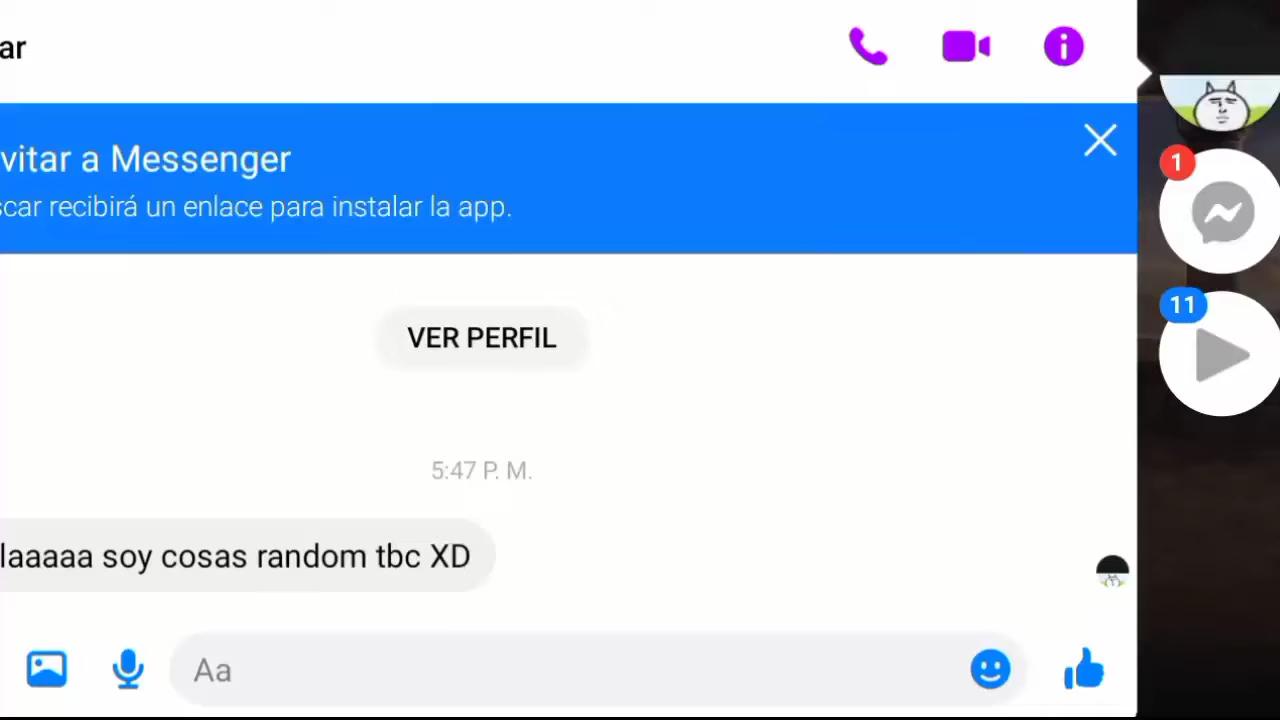 ar
vitar a Messenger
scar recibirá un enlace para instalar la app.
VER PERFIL
5:47 P. M.
laaaaa soy cosas random tbc XD
Aa
1
11